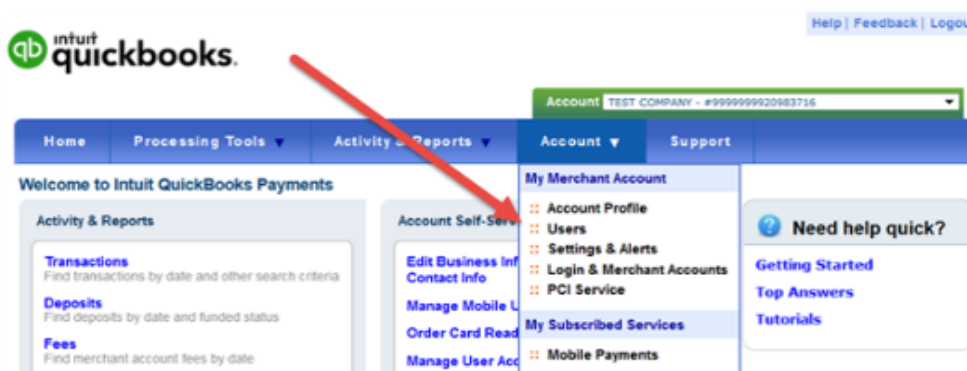 Help | Feedback | Logou
intuit
quickbooks.
Account TEST COMPANY - #9999999920983716
Home Processing Tools Activity & Reports Account Support
Welcome to Intuit QuickBooks Payments
Activity & Reports
Transactions
Find transactions by date and other search criteria
Deposits
Find deposits by date and funded status
Fees
Find merchant account fees by date
Account Self-Serv
Edit Business Inf
Contact Info
Manage Mobile U
Order Card Read
Manage User Acc
My Merchant Account
Account Profile
Users
Settings & Alerts
Login & Merchant Accounts
PCI Service
My Subscribed Services
Mobile Payments
Need help quick?
Getting Started
Top Answers
Tutorials